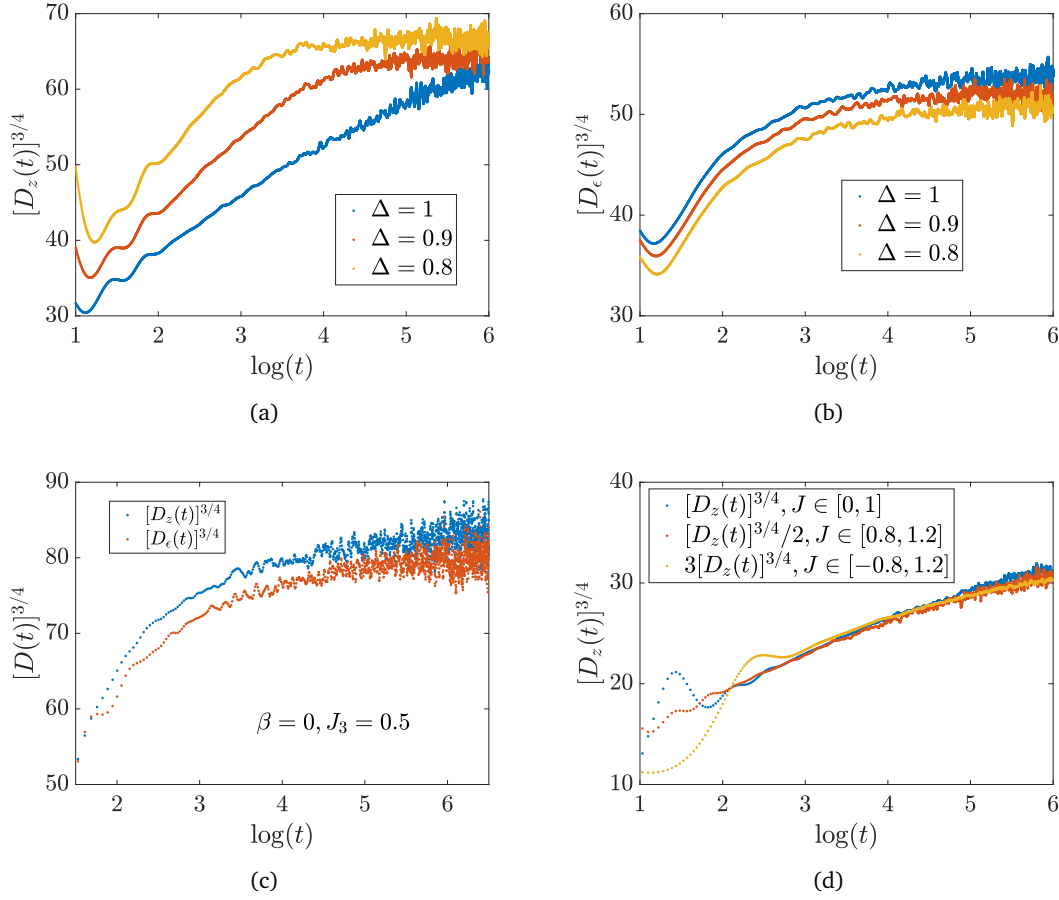 70
60
50
40
30
[D_z(t)]^{3/4}
Δ = 1
Δ = 0.9
Δ = 0.8
1 2 3 4 5 6
log(t)
(a)
70
60
50
40
30
[D_ϵ(t)]^{3/4}
Δ = 1
Δ = 0.9
Δ = 0.8
1 2 3 4 5 6
log(t)
(b)
90
80
70
60
50
[D(t)]^{3/4}
[D_z(t)]^{3/4}
[D_ϵ(t)]^{3/4}
β = 0, J_3 = 0.5
2 3 4 5 6
log(t)
(c)
40
30
20
10
[D_z(t)]^{3/4}
[D_z(t)]^{3/4}, J ∈ [0, 1]
[D_z(t)]^{3/4}/2, J ∈ [0.8, 1.2]
3[D_z(t)]^{3/4}, J ∈ [−0.8, 1.2]
1 2 3 4 5 6
log(t)
(d)